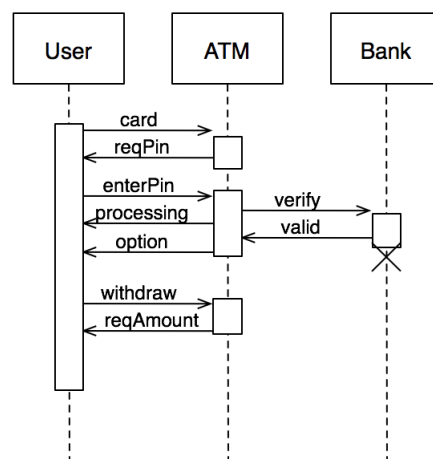 User
ATM
Bank
card
reqPin
enterPin
verify
processing
valid
option
withdraw
reqAmount